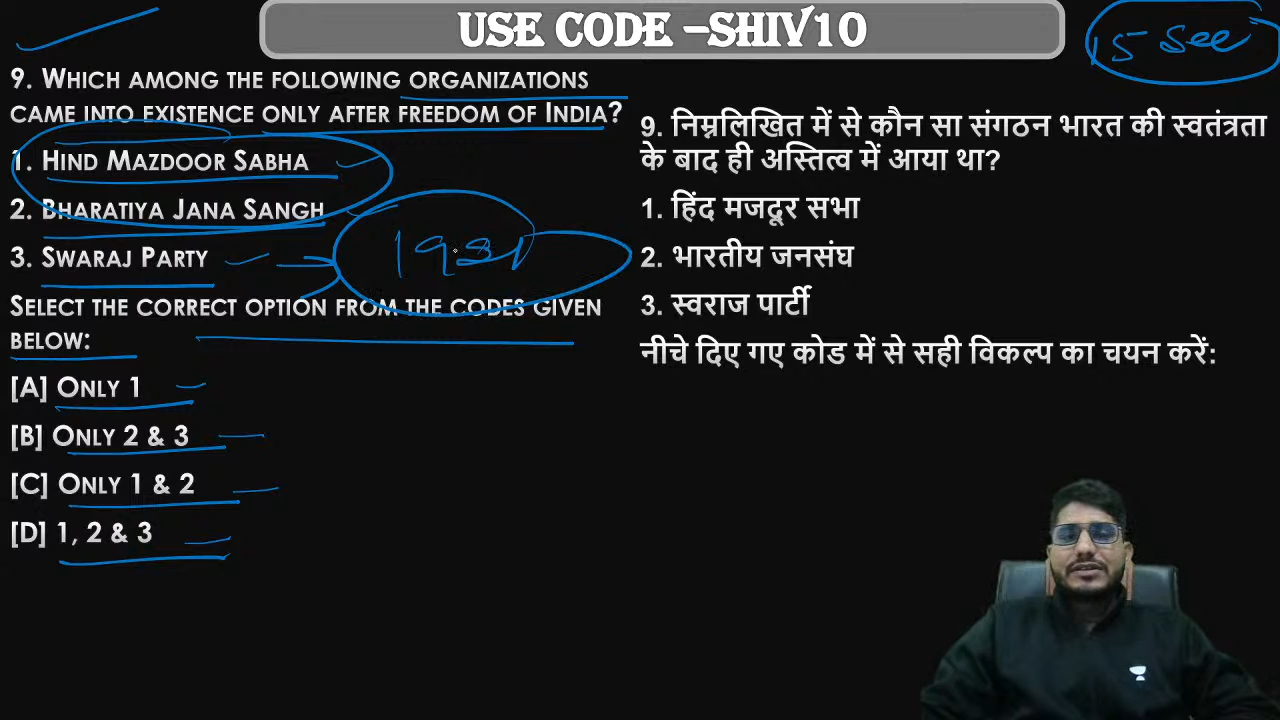 USE CODE –SHIV10
15 See
9. WHICH AMONG THE FOLLOWING ORGANIZATIONS
CAME INTO EXISTENCE ONLY AFTER FREEDOM OF INDIA?
1. HIND MAZDOOR SABHA
2. BHARATIYA JANA SANGH
3. SWARAJ PARTY
SELECT THE CORRECT OPTION FROM THE CODES GIVEN
BELOW:
[A] ONLY 1
[B] ONLY 2 & 3
[C] ONLY 1 & 2
[D] 1, 2 & 3
9. निम्नलिखित में से कौन सा संगठन भारत की स्वतंत्रता
के बाद ही अस्तित्व में आया था?
1. हिंद मजदूर सभा
2. भारतीय जनसंघ
3. स्वराज पार्टी
नीचे दिए गए कोड में से सही विकल्प का चयन करें: